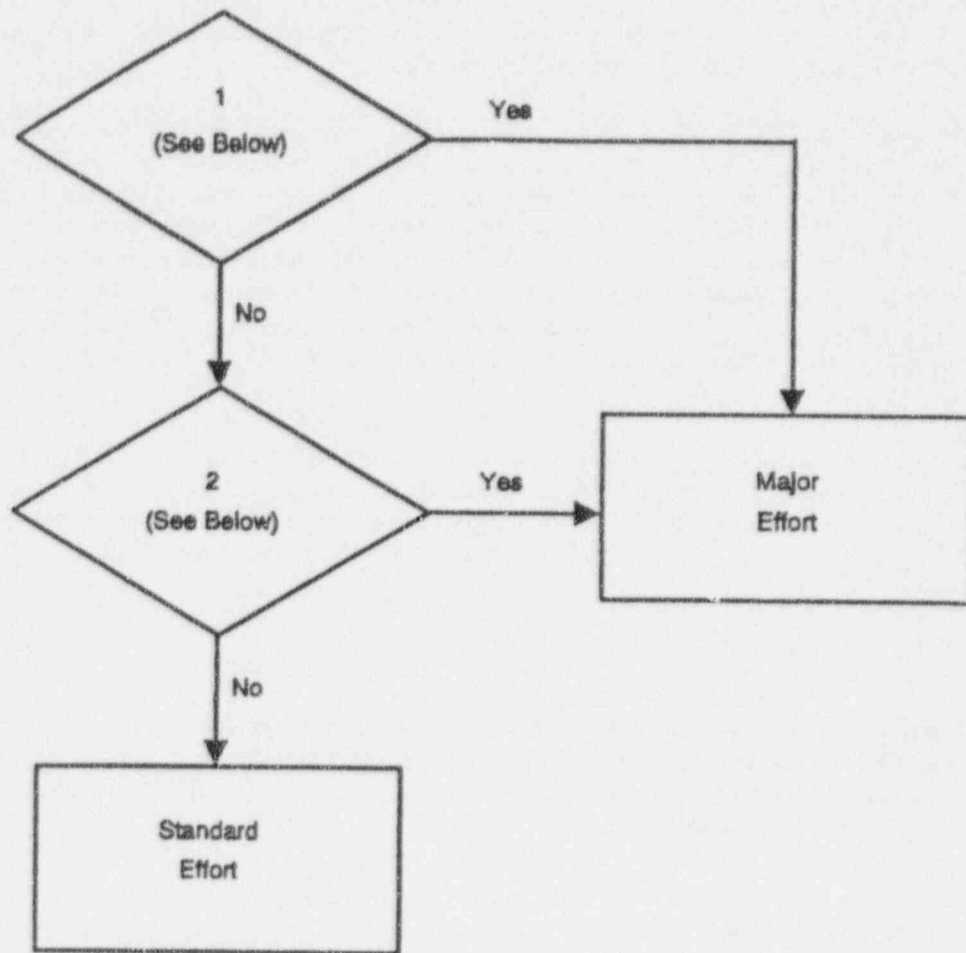 1
(See Below)
Yes
No
2
(See Below)
Yes
Major
Effort
No
Standard
Effort